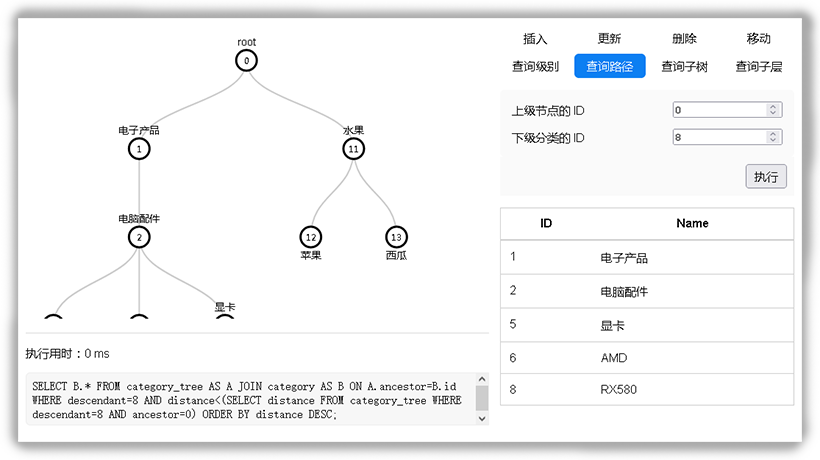 root
0
电子产品
1
水果
11
电脑配件
2
12
苹果
13
西瓜
显卡
执行用时：0 ms
SELECT B.* FROM category_tree AS A JOIN category AS B ON A.ancestor=B.id
WHERE descendant=8 AND distance<(SELECT distance FROM category_tree WHERE
descendant=8 AND ancestor=0) ORDER BY distance DESC;
插入 更新 删除 移动
查询级别 查询路径 查询子树 查询子层
上级节点的 ID 0
下级分类的 ID 8
执行
ID Name
1 电子产品
2 电脑配件
5 显卡
6 AMD
8 RX580